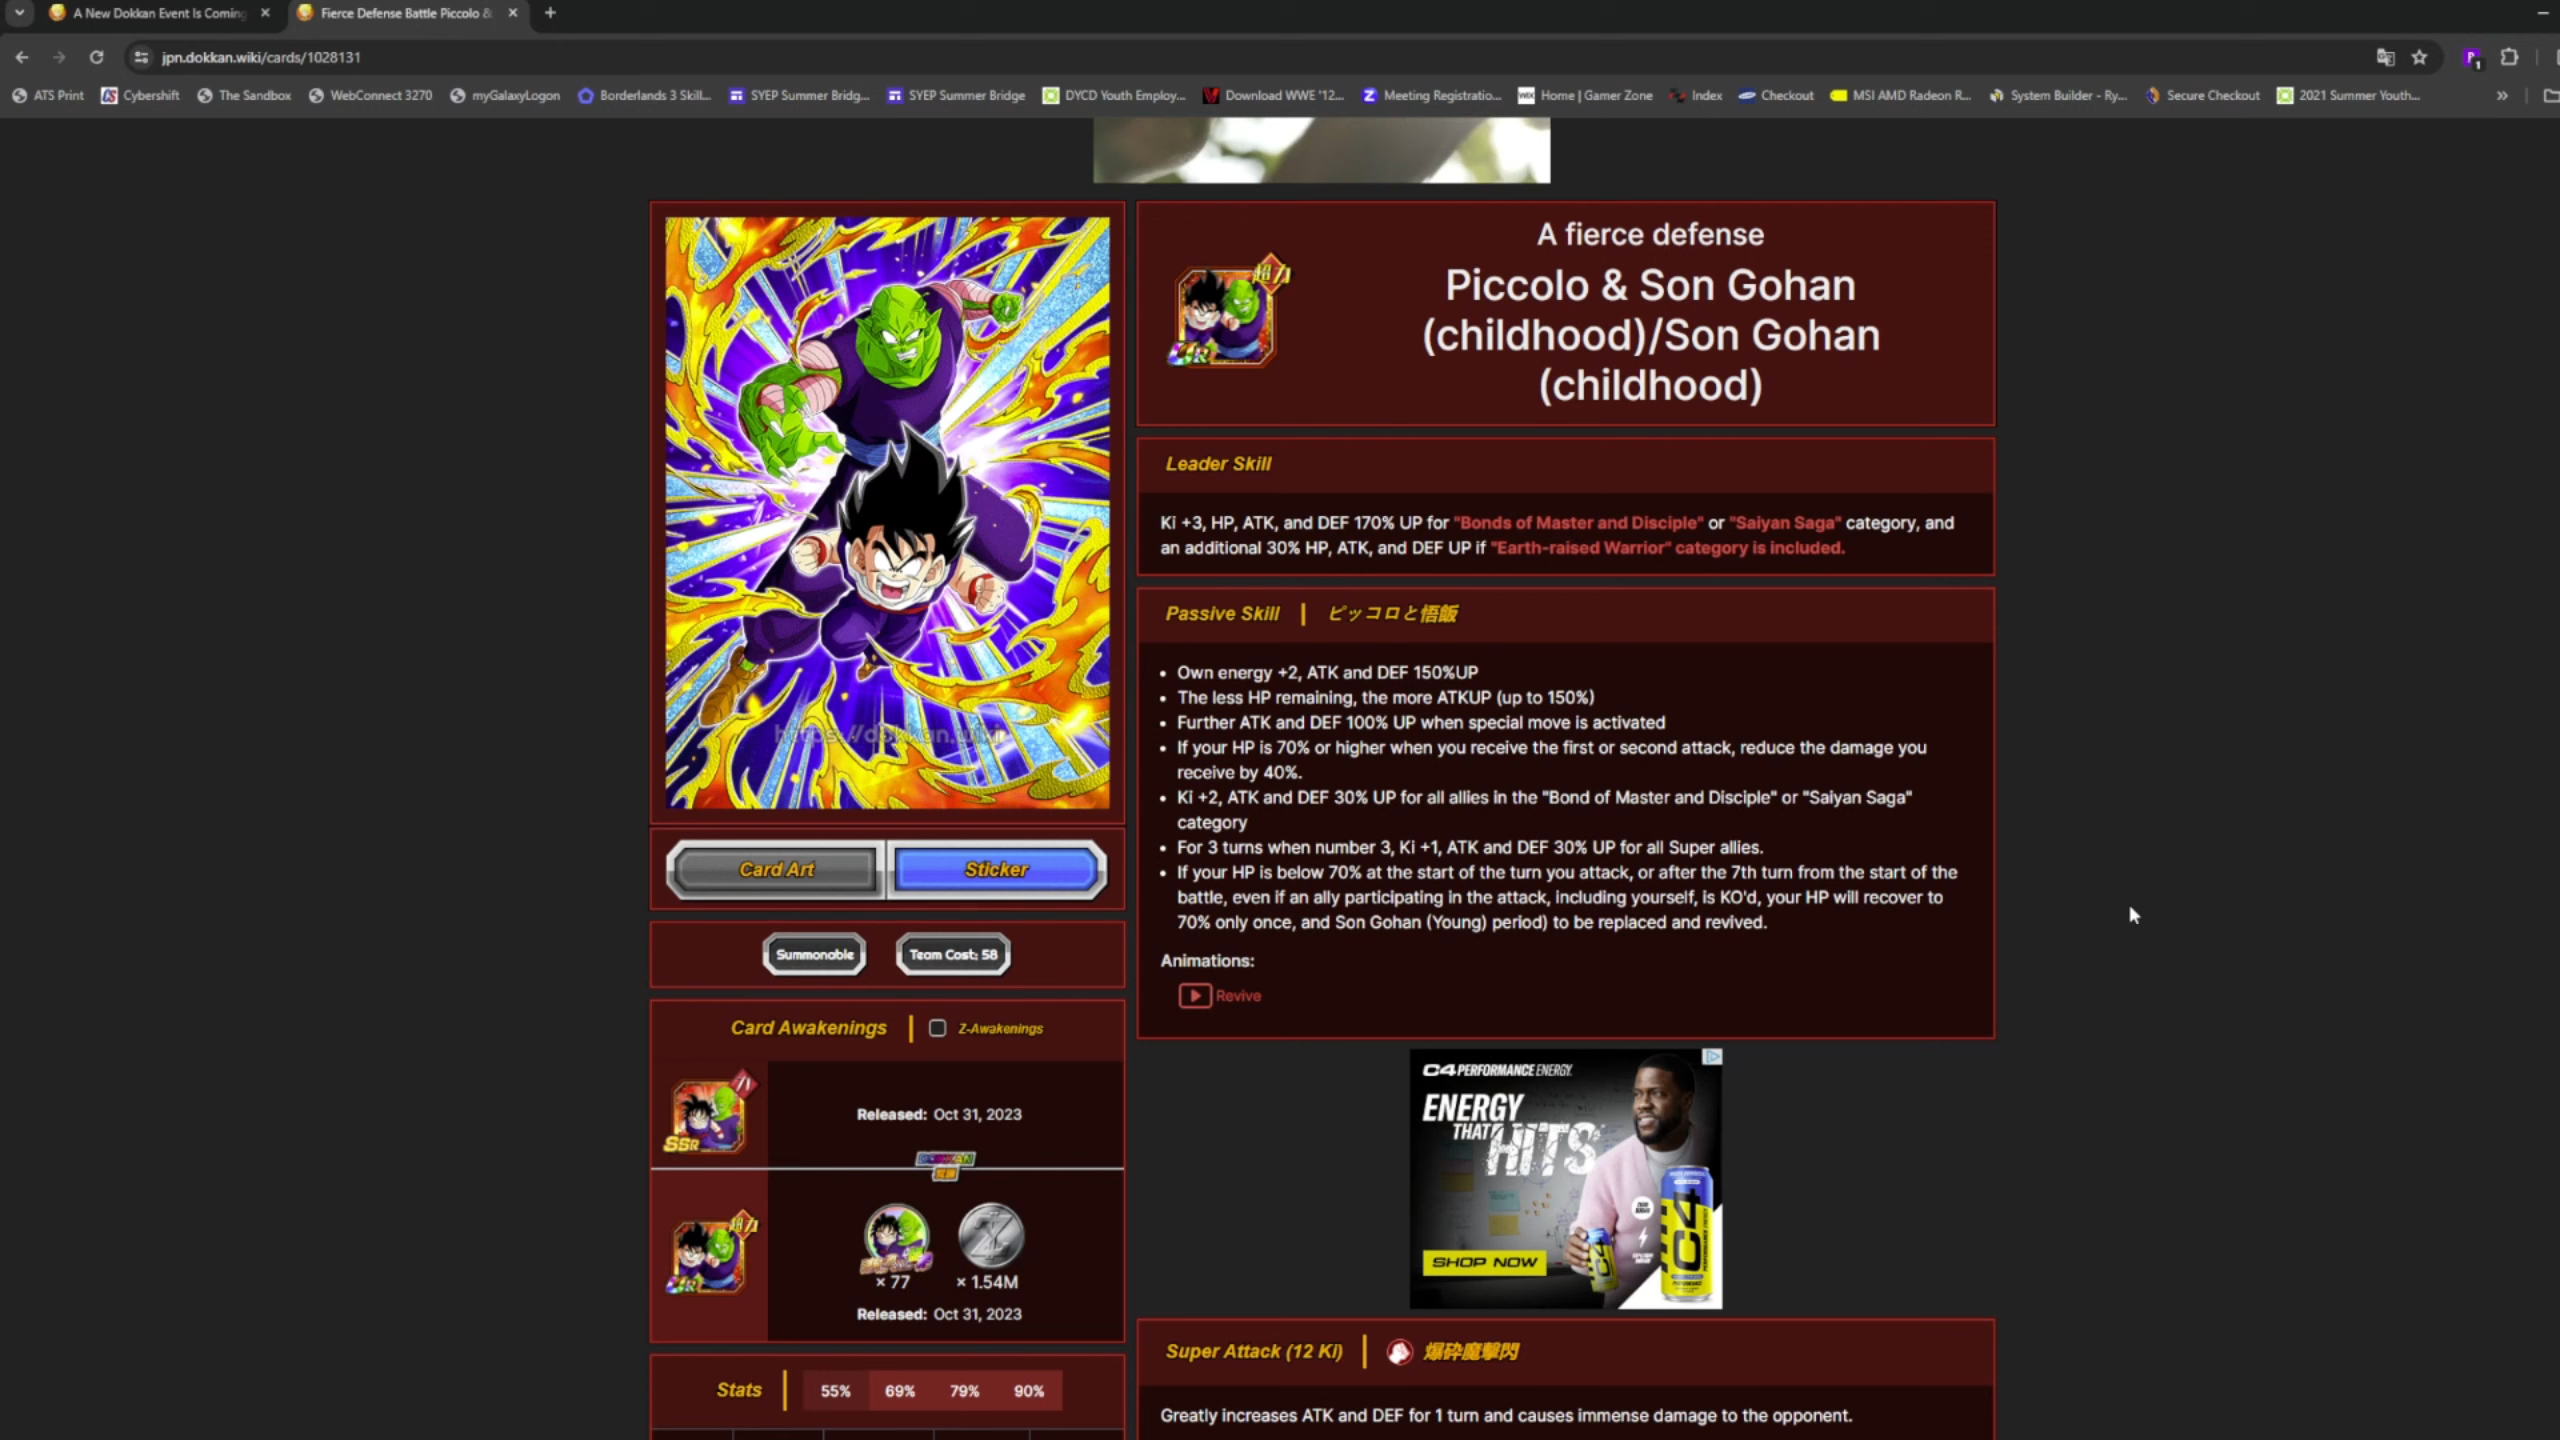 A New Dokkan Event Is Coming
Fierce Defense Battle Piccolo &
jpn.dokkan.wiki/cards/1028131
ATS Print
Cybershift
The Sandbox
WebConnect 3270
myGalaxyLogon
Borderlands 3 Skill...
SYEP Summer Bridg...
SYEP Summer Bridge
DYCD Youth Employ...
Download WWE '12...
Meeting Registratio...
Home | Gamer Zone
Index
Checkout
MSI AMD Radeon R...
System Builder - Ry...
Secure Checkout
2021 Summer Youth...
超力
UR
A fierce defense
Piccolo & Son Gohan
(childhood)/Son Gohan
(childhood)
Leader Skill
Ki +3, HP, ATK, and DEF 170% UP for "Bonds of Master and Disciple" or "Saiyan Saga" category, and
an additional 30% HP, ATK, and DEF UP if "Earth-raised Warrior" category is included.
Passive Skill | ピッコロと悟飯
• Own energy +2, ATK and DEF 150%UP
• The less HP remaining, the more ATKUP (up to 150%)
• Further ATK and DEF 100% UP when special move is activated
• If your HP is 70% or higher when you receive the first or second attack, reduce the damage you
receive by 40%.
• Ki +2, ATK and DEF 30% UP for all allies in the "Bond of Master and Disciple" or "Saiyan Saga"
category
• For 3 turns when number 3, Ki +1, ATK and DEF 30% UP for all Super allies.
• If your HP is below 70% at the start of the turn you attack, or after the 7th turn from the start of the
battle, even if an ally participating in the attack, including yourself, is KO'd, your HP will recover to
70% only once, and Son Gohan (Young) period) to be replaced and revived.
Animations:
Revive
https://dokkan.wiki
Card Art
Sticker
Summonable
Team Cost: 58
Card Awakenings | Z-Awakenings
力
SSR
Released: Oct 31, 2023
超力
UR
× 77
× 1.54M
Released: Oct 31, 2023
Stats | 55% 69% 79% 90%
C4 PERFORMANCE ENERGY
ENERGY
THAT HITS
C4
SHOP NOW
Super Attack (12 Ki) | 爆砕魔撃閃
Greatly increases ATK and DEF for 1 turn and causes immense damage to the opponent.